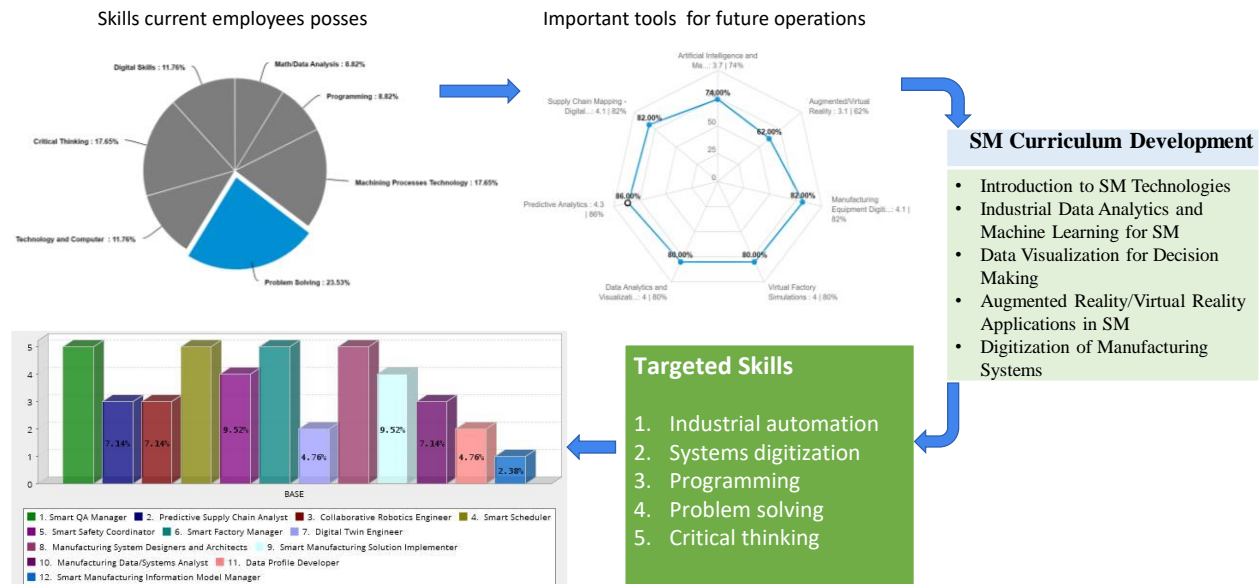 Skills current employees posses
Important tools for future operations
Digital Skills : 11.76%
Math/Data Analysis : 8.82%
Programming : 8.82%
Critical Thinking : 17.65%
Machining Processes Technology : 17.65%
Technology and Computer : 11.76%
Problem Solving : 23.53%
Artificial Intelligence and
Ma...: 3.7 | 74%
Supply Chain Mapping -
Digital...: 4.1 | 82%
Augmented/Virtual
Reality : 3.1 | 62%
74.00%
82.00%
50
62.00%
25
0
86.00%
82.00%
Predictive Analytics : 4.3
| 86%
Manufacturing
Equipment Digiti...: 4.1 |
82%
80.00%
80.00%
Data Analytics and
Visualizati...: 4 | 80%
Virtual Factory
Simulations : 4 | 80%
SM Curriculum Development
• Introduction to SM Technologies
• Industrial Data Analytics and
Machine Learning for SM
• Data Visualization for Decision
Making
• Augmented Reality/Virtual Reality
Applications in SM
• Digitization of Manufacturing
Systems
Targeted Skills
1. Industrial automation
2. Systems digitization
3. Programming
4. Problem solving
5. Critical thinking
5
4
3
2
1
0
7.14%
7.14%
9.52%
4.76%
9.52%
7.14%
4.76%
2.38%
BASE
1. Smart QA Manager 2. Predictive Supply Chain Analyst 3. Collaborative Robotics Engineer 4. Smart Scheduler
5. Smart Safety Coordinator 6. Smart Factory Manager 7. Digital Twin Engineer
8. Manufacturing System Designers and Architects 9. Smart Manufacturing Solution Implementer
10. Manufacturing Data/Systems Analyst 11. Data Profile Developer
12. Smart Manufacturing Information Model Manager